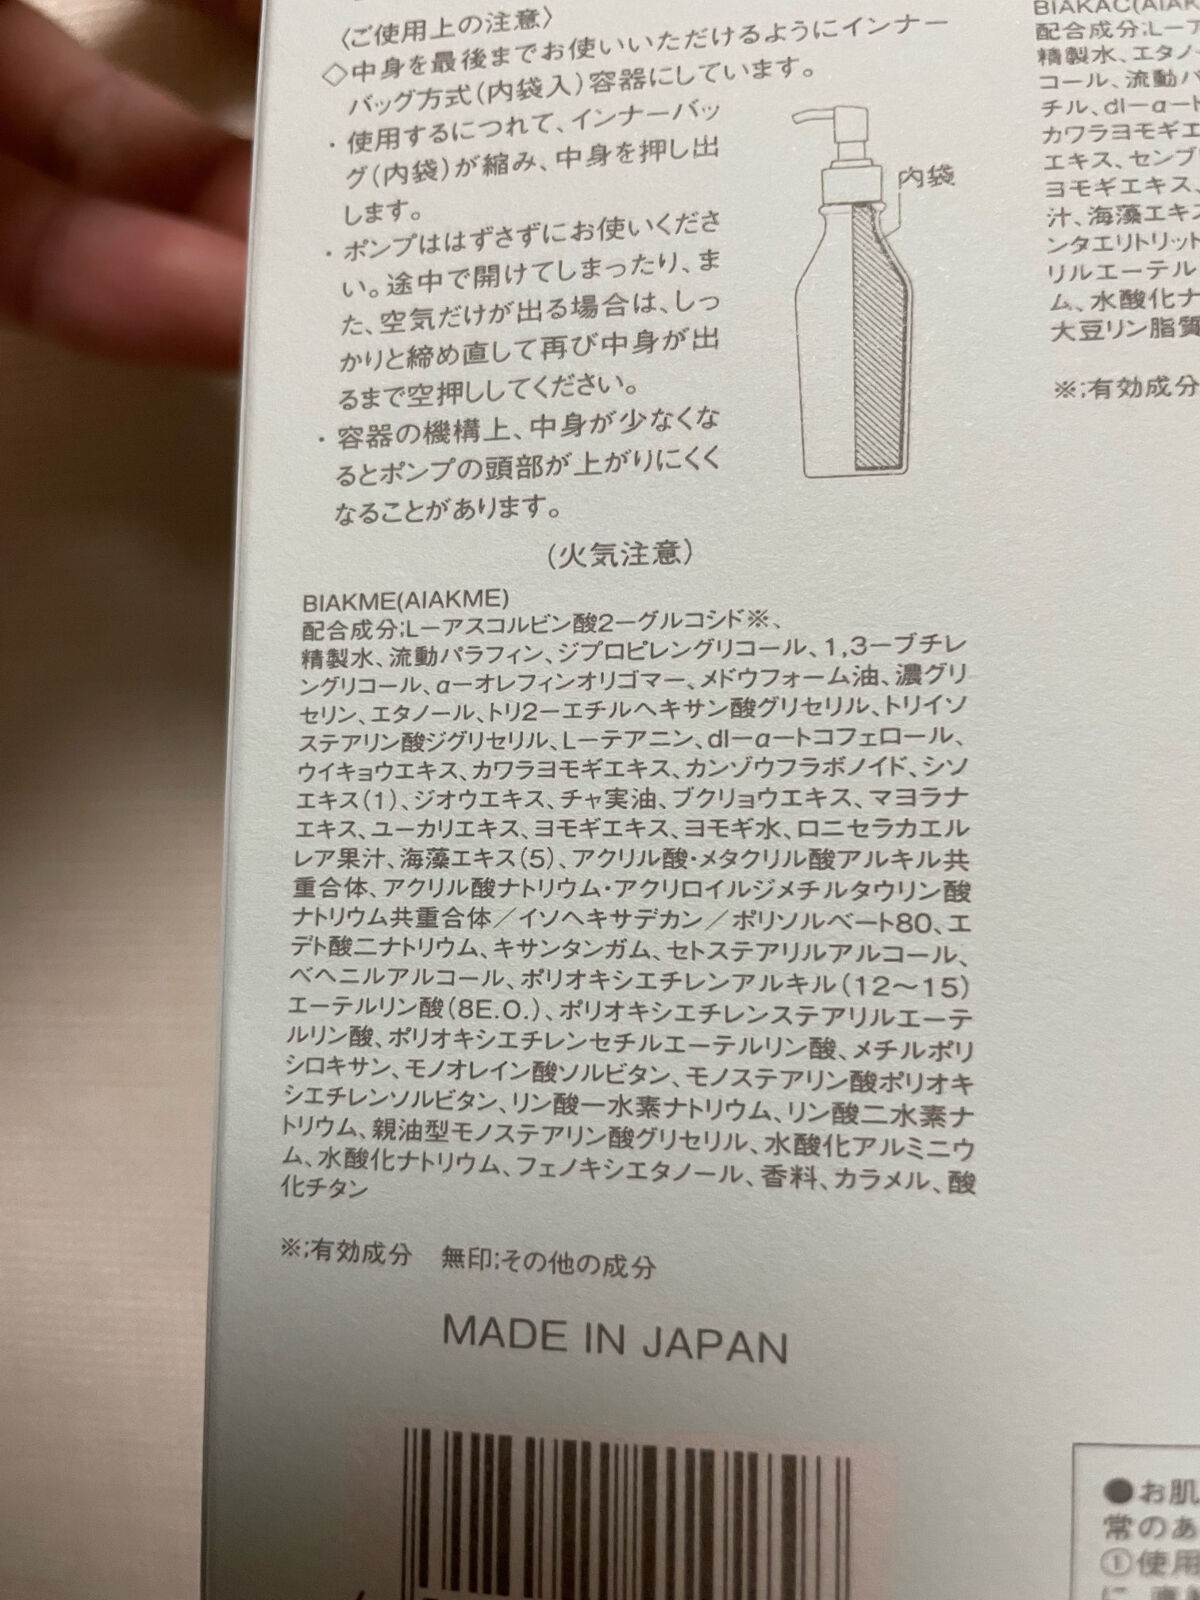 〈ご使用上の注意〉
◇中身を最後までお使いいただけるようにインナー
バッグ方式(内袋入)容器にしています。
・使用するにつれて、インナーバッ
グ(内袋)が縮み、中身を押し出
します。
・ポンプははずさずにお使いくださ
い。途中で開けてしまったり、ま
た、空気だけが出る場合は、しっ
かりと締め直して再び中身が出
るまで空押ししてください。
・容器の機構上、中身が少なくな
るとポンプの頭部が上がりにくく
なることがあります。
内袋
(火気注意)
BIAKME(AIAKME)
配合成分;L－アスコルビン酸2－グルコシド※、
精製水、流動パラフィン、ジプロピレングリコール、1,3－ブチレ
ングリコール、α－オレフィンオリゴマー、メドウフォーム油、濃グリ
セリン、エタノール、トリ2－エチルヘキサン酸グリセリル、トリイソ
ステアリン酸ジグリセリル、L－テアニン、dl－α－トコフェロール、
ウイキョウエキス、カワラヨモギエキス、カンゾウフラボノイド、シソ
エキス(1)、ジオウエキス、チャ実油、ブクリョウエキス、マヨラナ
エキス、ユーカリエキス、ヨモギエキス、ヨモギ水、ロニセラカエル
レア果汁、海藻エキス(5)、アクリル酸・メタクリル酸アルキル共
重合体、アクリル酸ナトリウム・アクリロイルジメチルタウリン酸
ナトリウム共重合体／イソヘキサデカン／ポリソルベート80、エ
デト酸二ナトリウム、キサンタンガム、セトステアリルアルコール、
ベヘニルアルコール、ポリオキシエチレンアルキル(12～15)
エーテルリン酸(8E.O.)、ポリオキシエチレンステアリルエーテ
ルリン酸、ポリオキシエチレンセチルエーテルリン酸、メチルポリ
シロキサン、モノオレイン酸ソルビタン、モノステアリン酸ポリオキ
シエチレンソルビタン、リン酸一水素ナトリウム、リン酸二水素ナ
トリウム、親油型モノステアリン酸グリセリル、水酸化アルミニウ
ム、水酸化ナトリウム、フェノキシエタノール、香料、カラメル、酸
化チタン
※;有効成分　無印;その他の成分
MADE IN JAPAN
BIAKAC(AIAK
配合成分;L－ア
精製水、エタノ
コール、流動パ
チル、dl－α－ト
カワラヨモギエ
エキス、センブ
ヨモギエキス、
汁、海藻エキス
ンタエリトリット
リルエーテル
ム、水酸化ナ
大豆リン脂質
※;有効成分
●お肌
常のあ
①使用
に、直射